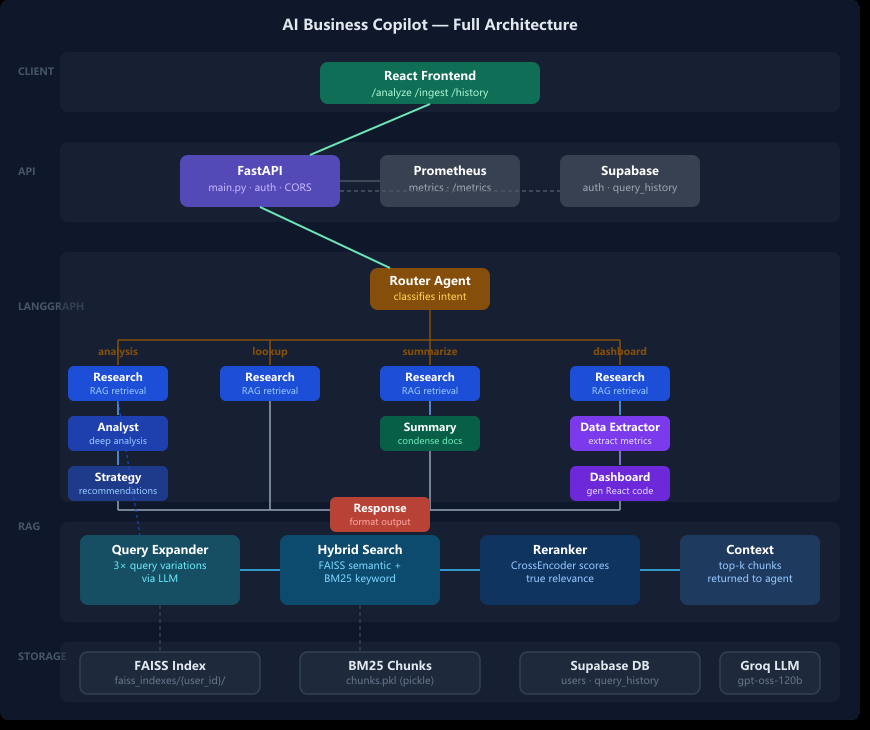 AI Business Copilot — Full Architecture
CLIENT
React Frontend
/analyze /ingest /history
API
FastAPI
main.py · auth · CORS
Prometheus
metrics · /metrics
Supabase
auth · query_history
LANGGRAPH
Router Agent
classifies intent
analysis
lookup
summarize
dashboard
Research
RAG retrieval
Research
RAG retrieval
Research
RAG retrieval
Research
RAG retrieval
Analyst
deep analysis
Summary
condense docs
Data Extractor
extract metrics
Strategy
recommendations
Dashboard
gen React code
Response
format output
RAG
Query Expander
3× query variations
via LLM
Hybrid Search
FAISS semantic +
BM25 keyword
Reranker
CrossEncoder scores
true relevance
Context
top-k chunks
returned to agent
STORAGE
FAISS Index
faiss_indexes/{user_id}/
BM25 Chunks
chunks.pkl (pickle)
Supabase DB
users · query_history
Groq LLM
gpt-oss-120b